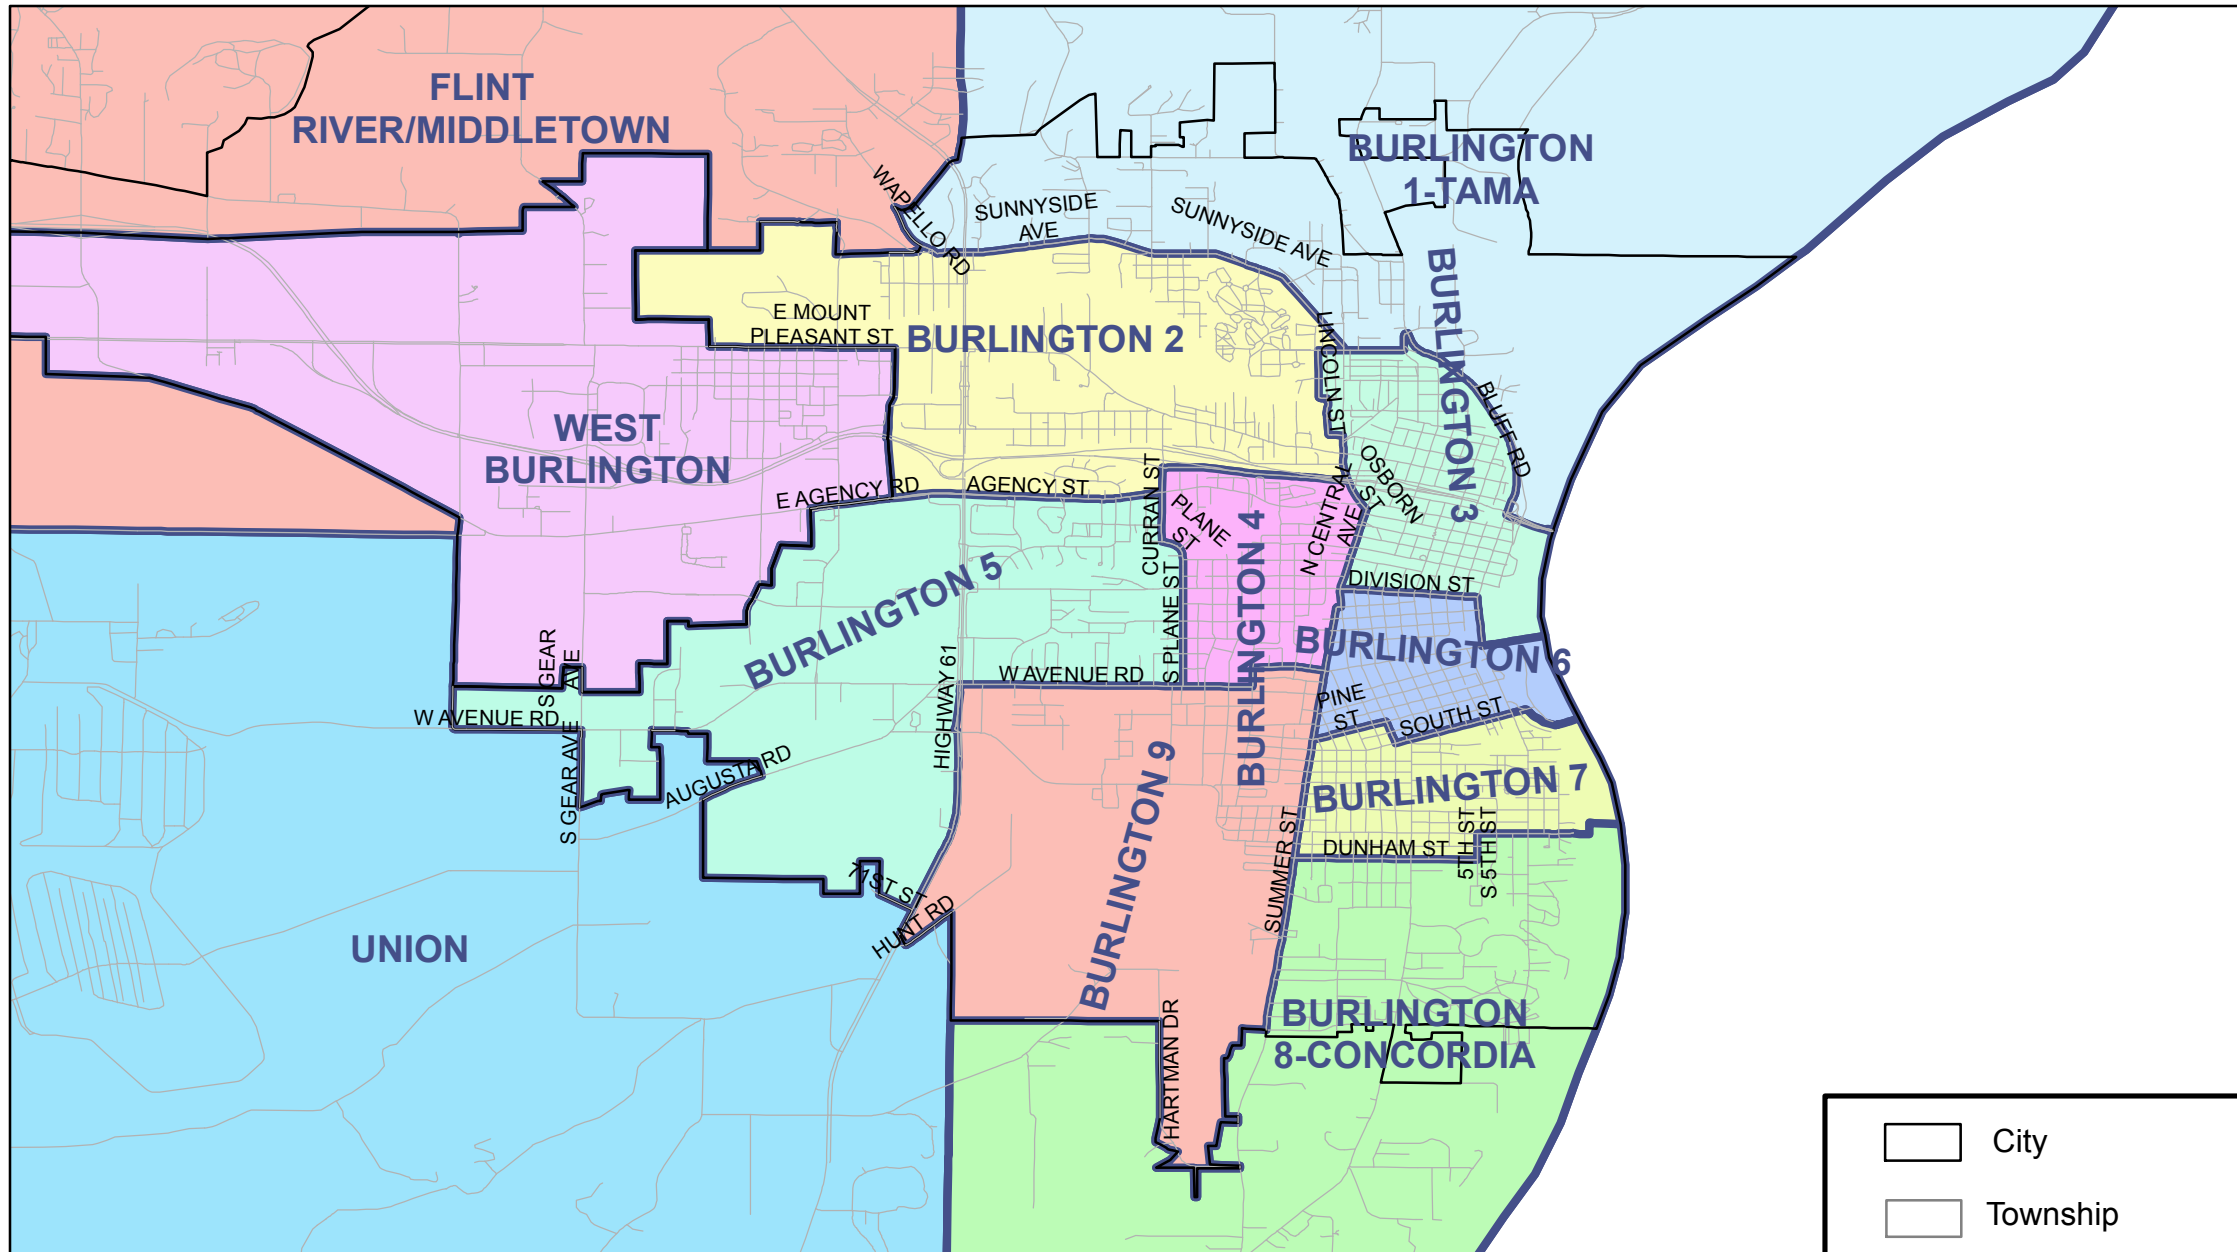 FLINT
RIVER/MIDDLETOWN
BURLINGTON
1-TAMA
WAPELLO RD
SUNNYSIDE
AVE
SUNNYSIDE AVE
E MOUNT
PLEASANT ST
BURLINGTON 2
LINCOLN ST
BURLINGTON 3
BLUFF RD
WEST
BURLINGTON
E AGENCY RD
AGENCY ST
CURRAN ST
PLANE
ST
OSBORN
ST
N CENTRAL
AVE
BURLINGTON 4
BURLINGTON 5
S PLANE ST
DIVISION ST
BURLINGTON 6
S GEAR
AVE
W AVENUE RD
W AVENUE RD
HIGHWAY 61
PINE
ST
SOUTH ST
S GEAR AVE
AUGUSTA RD
BURLINGTON 9
BURLINGTON 7
SUMMER ST
DUNHAM ST
5TH ST
S 5TH ST
71ST ST
HUNT RD
UNION
HARTMAN DR
BURLINGTON
8-CONCORDIA
City
Township